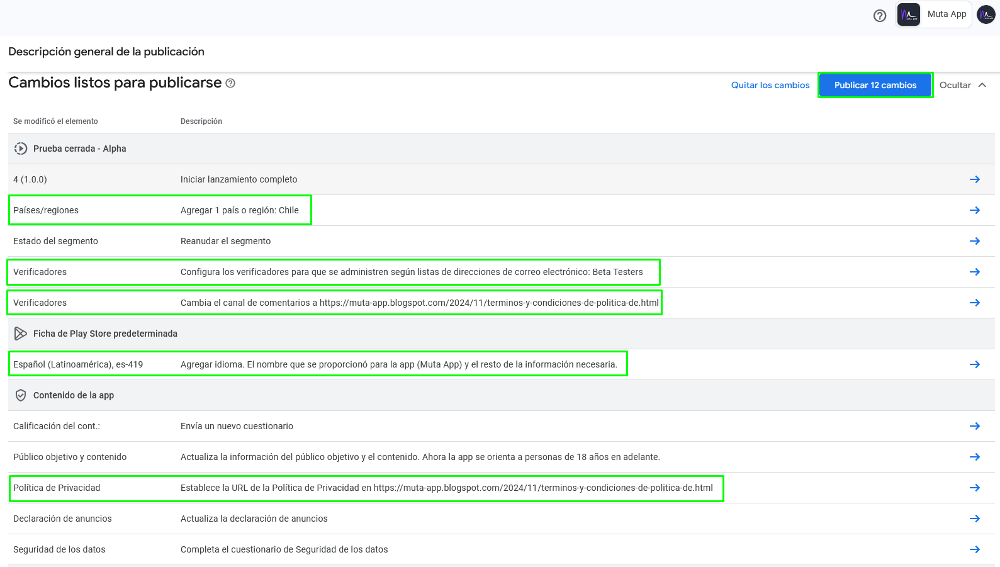 Muta App
Descripción general de la publicación
Cambios listos para publicarse
Quitar los cambios
Publicar 12 cambios
Ocultar
Se modificó el elemento Descripción
Prueba cerrada - Alpha
4 (1.0.0) Iniciar lanzamiento completo
Países/regiones Agregar 1 país o región: Chile
Estado del segmento Reanudar el segmento
Verificadores Configura los verificadores para que se administren según listas de direcciones de correo electrónico: Beta Testers
Verificadores Cambia el canal de comentarios a https://muta-app.blogspot.com/2024/11/terminos-y-condiciones-de-politica-de.html
Ficha de Play Store predeterminada
Español (Latinoamérica), es-419 Agregar idioma. El nombre que se proporcionó para la app (Muta App) y el resto de la información necesaria.
Contenido de la app
Calificación del cont.: Envía un nuevo cuestionario
Público objetivo y contenido Actualiza la información del público objetivo y el contenido. Ahora la app se orienta a personas de 18 años en adelante.
Política de Privacidad Establece la URL de la Política de Privacidad en https://muta-app.blogspot.com/2024/11/terminos-y-condiciones-de-politica-de.html
Declaración de anuncios Actualiza la declaración de anuncios
Seguridad de los datos Completa el cuestionario de Seguridad de los datos